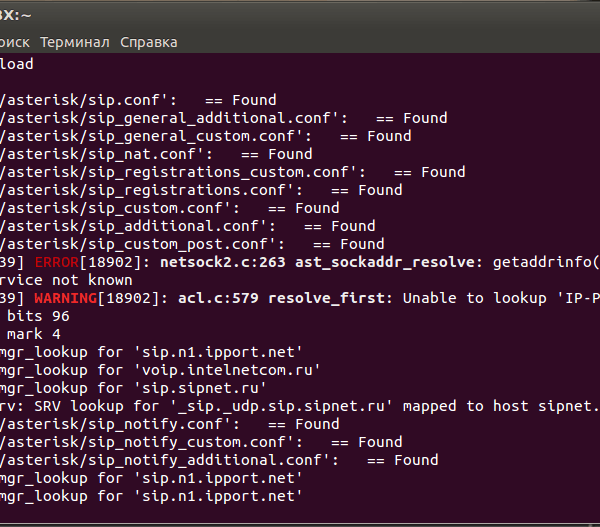 BX: ~
оиск Терминал Справка
load
/asterisk/sip.conf':   == Found
/asterisk/sip_general_additional.conf':   == Found
/asterisk/sip_general_custom.conf':   == Found
/asterisk/sip_nat.conf':   == Found
/asterisk/sip_registrations_custom.conf':   == Found
/asterisk/sip_registrations.conf':   == Found
/asterisk/sip_custom.conf':   == Found
/asterisk/sip_additional.conf':   == Found
/asterisk/sip_custom_post.conf':   == Found
39] ERROR[18902]: netsock2.c:263 ast_sockaddr_resolve: getaddrinfo(
rvice not known
39] WARNING[18902]: acl.c:579 resolve_first: Unable to lookup 'IP-P
bits 96
mark 4
mgr_lookup for 'sip.n1.ipport.net'
mgr_lookup for 'voip.intelnetcom.ru'
mgr_lookup for 'sip.sipnet.ru'
rv: SRV lookup for '_sip._udp.sip.sipnet.ru' mapped to host sipnet.
/asterisk/sip_notify.conf':   == Found
/asterisk/sip_notify_custom.conf':   == Found
/asterisk/sip_notify_additional.conf':   == Found
mgr_lookup for 'sip.n1.ipport.net'
mgr_lookup for 'sip.n1.ipport.net'